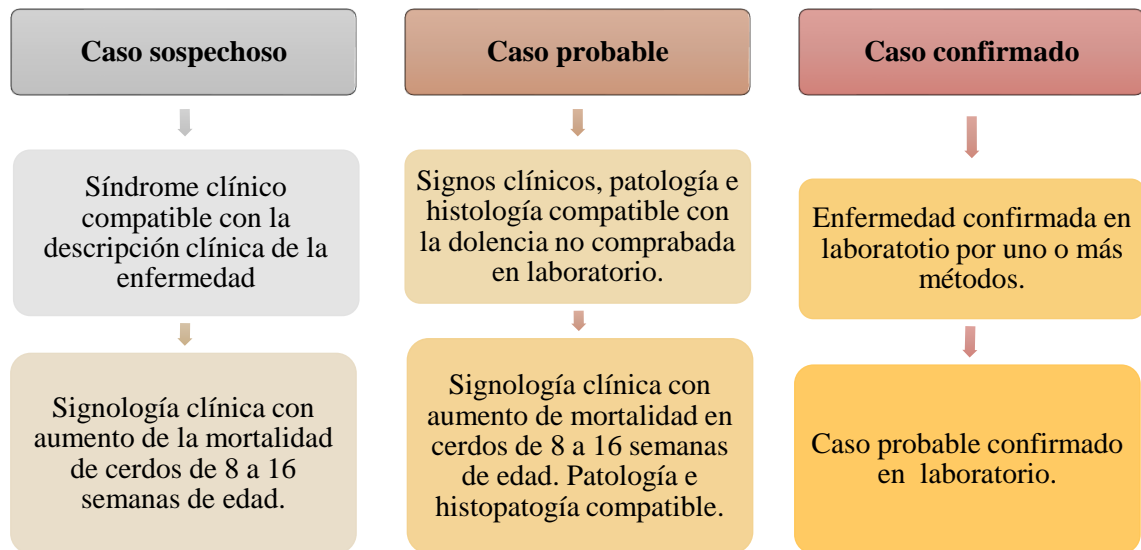 Caso sospechoso
Síndrome clínico
compatible con la
descripción clínica de la
enfermedad
Signología clínica con
aumento de la mortalidad
de cerdos de 8 a 16
semanas de edad.
Caso probable
Signos clínicos, patología e
histología compatible con
la dolencia no comprabada
en laboratorio.
Signología clínica con
aumento de mortalidad en
cerdos de 8 a 16 semanas
de edad. Patología e
histopatogía compatible.
Caso confirmado
Enfermedad confirmada en
laboratotio por uno o más
métodos.
Caso probable confirmado
en laboratorio.